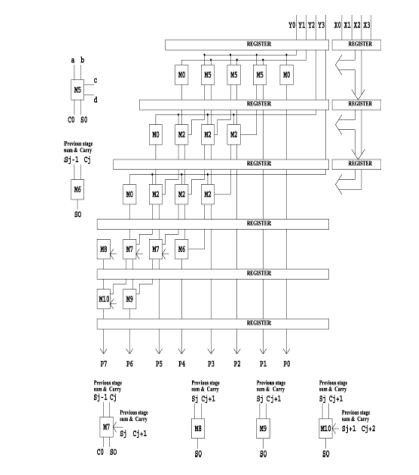 Y0 Y1 Y2 Y3 X0 X1 X2 X3
REGISTER REGISTER
a b
M5
c
d
C0 S0
M0 M5 M5 M5 M0
REGISTER REGISTER
M0 M2 M2 M2
Previous stage
sum & Carry
Sj-1 Cj
M6
S0
REGISTER REGISTER
M0 M2 M2 M2
REGISTER
M8 M7 M7 M6
REGISTER
M10 M9
REGISTER
P7 P6 P5 P4 P3 P2 P1 P0
Previous stage
sum & Carry
Sj-1 Cj
M7
Previous stage
sum & Carry
Sj Cj+1
C0 S0
Previous stage
sum & Carry
Sj Cj+1
M8
S0
Previous stage
sum & Carry
Sj Cj+1
M9
S0
Previous stage
sum & Carry
Sj Cj+1
M10
Previous stage
sum & Carry
Sj+1 Cj+2
S0